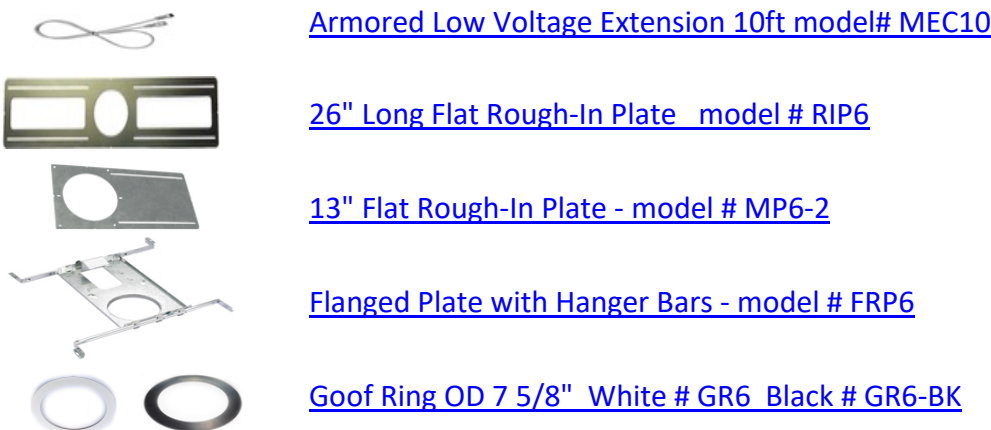 Armored Low Voltage Extension 10ft model# MEC10
26" Long Flat Rough-In Plate   model # RIP6
13" Flat Rough-In Plate - model # MP6-2
Flanged Plate with Hanger Bars - model # FRP6
Goof Ring OD 7 5/8"  White # GR6  Black # GR6-BK